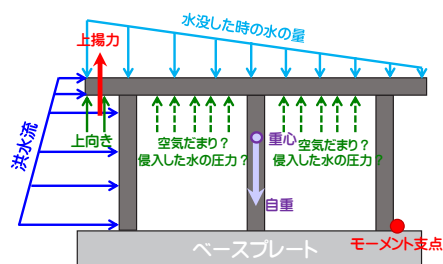 水没した時の水の量
上揚力
上向き
洪水流
空気だまり？
侵入した水の圧力？
重心
空気だまり？
侵入した水の圧力？
自重
モーメント支点
ベースプレート